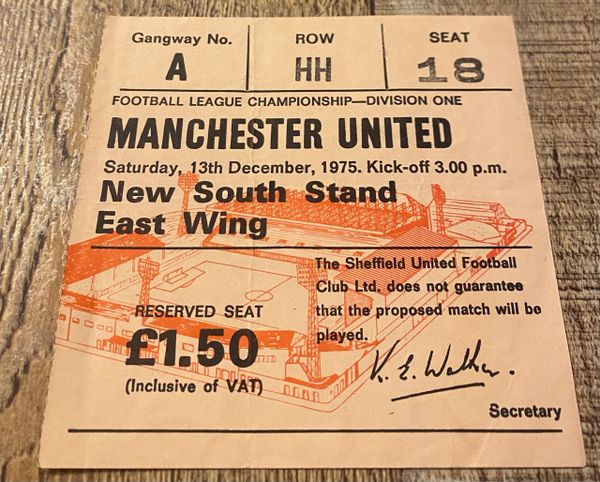 Gangway No. ROW SEAT
A HH 18
FOOTBALL LEAGUE CHAMPIONSHIP—DIVISION ONE
MANCHESTER UNITED
Saturday, 13th December, 1975. Kick-off 3.00 p.m.
New South Stand
East Wing
The Sheffield United Football
Club Ltd, does not guarantee
that the proposed match will be
played.
RESERVED SEAT
£1.50
(Inclusive of VAT)
K. E. Walker.
Secretary